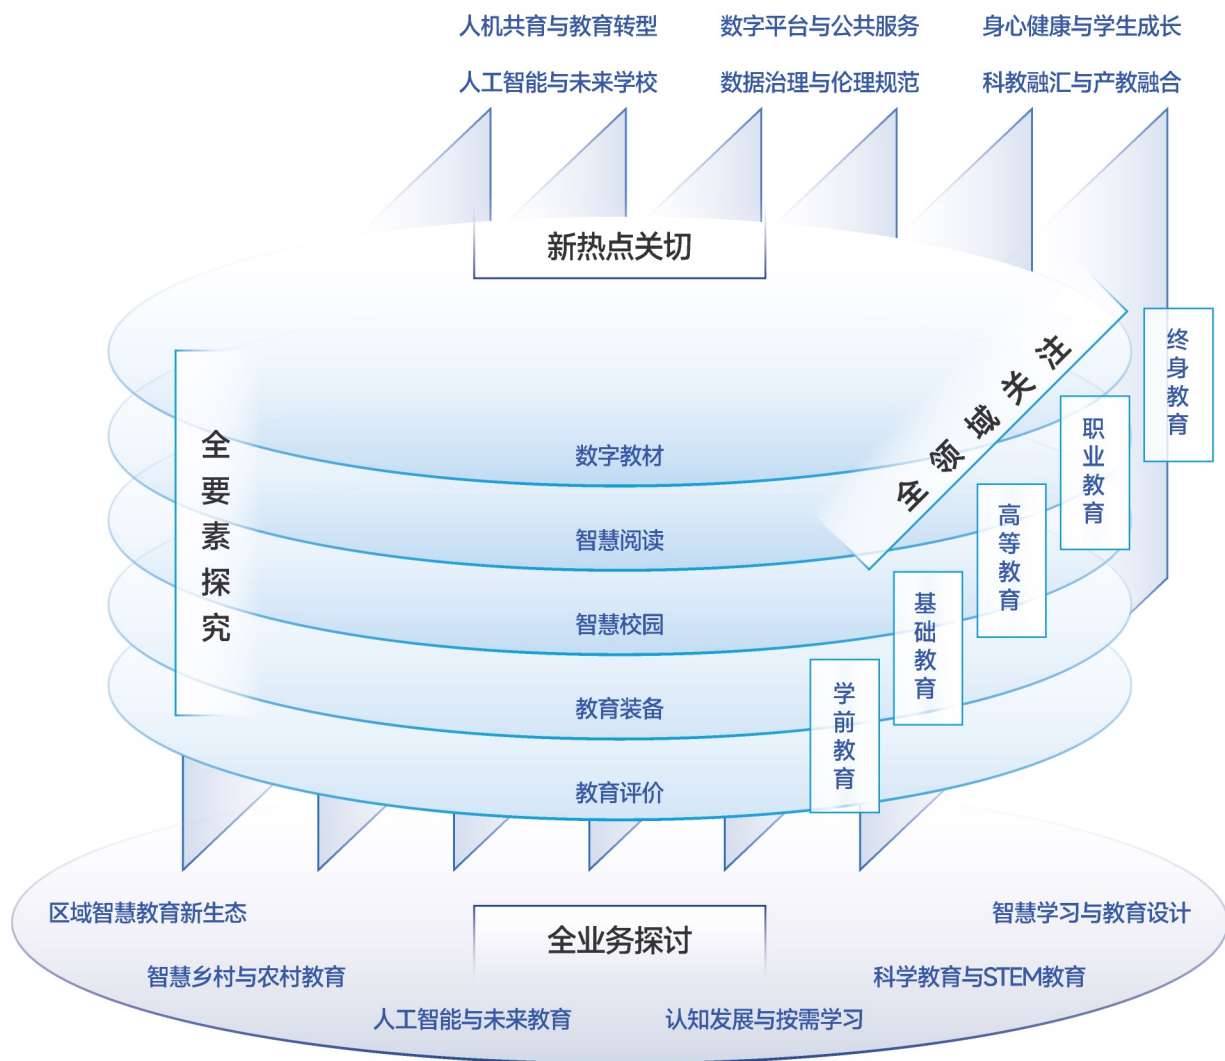 人机共育与教育转型
数字平台与公共服务
身心健康与学生成长
人工智能与未来学校
数据治理与伦理规范
科教融汇与产教融合
新热点关切
全要素探究
全领域关注
终身教育
职业教育
高等教育
基础教育
学前教育
数字教材
智慧阅读
智慧校园
教育装备
教育评价
全业务探讨
区域智慧教育新生态
智慧乡村与农村教育
人工智能与未来教育
认知发展与按需学习
科学教育与STEM教育
智慧学习与教育设计